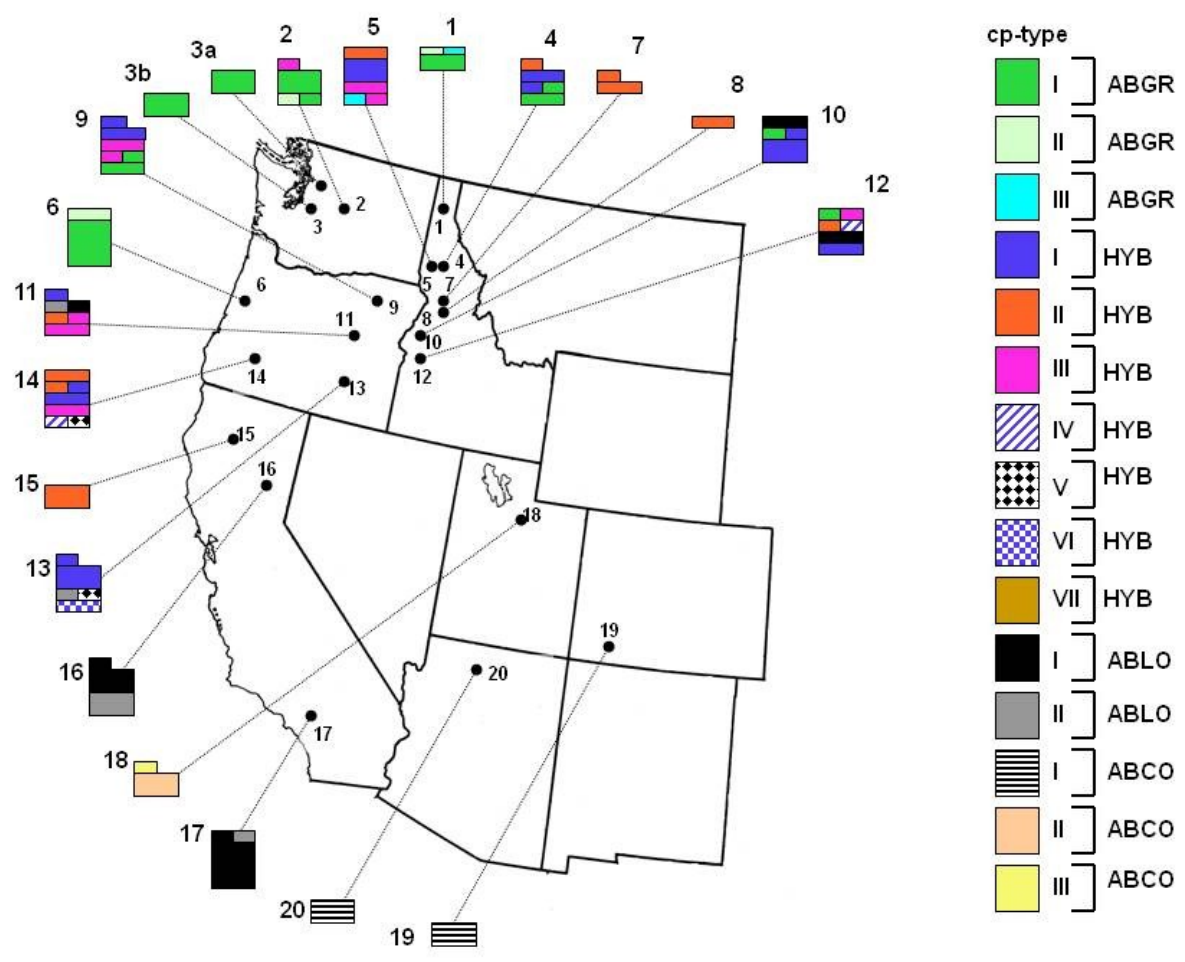 3b
3a
2
5
1
4
7
8
10
12
9
6
11
14
15
13
16
18
17
20
19
2
3
1
4
5
7
6
9
8
11
10
12
14
13
15
16
18
19
20
17
cp-type
I ABGR
II ABGR
III ABGR
I HYB
II HYB
III HYB
IV HYB
V HYB
VI HYB
VII HYB
I ABLO
II ABLO
I ABCO
II ABCO
III ABCO